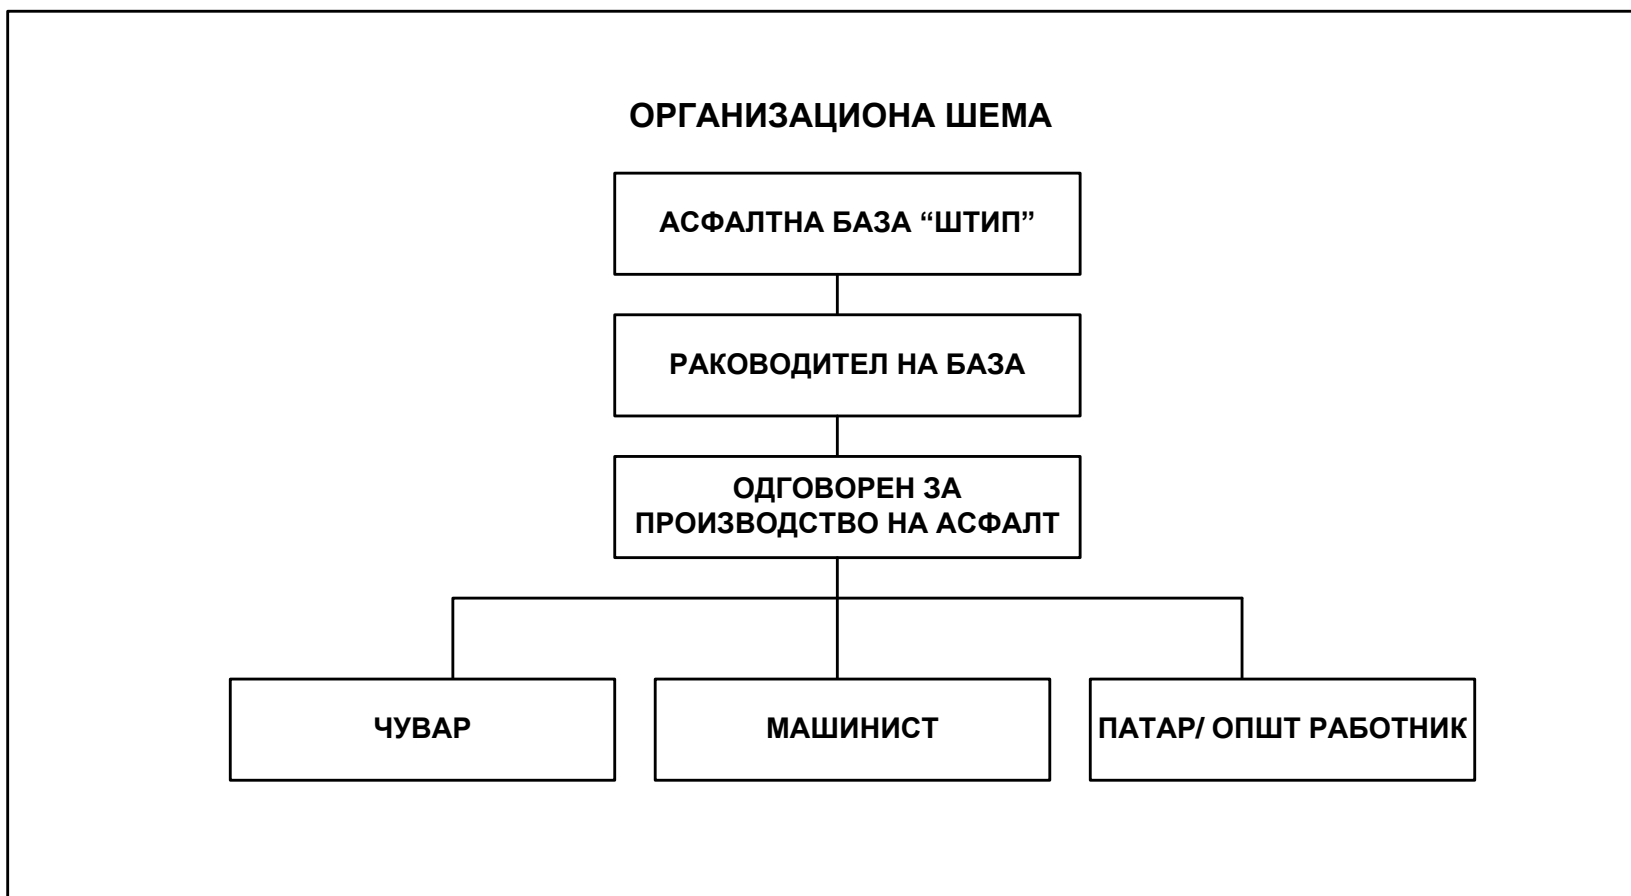 ОРГАНИЗАЦИОНА ШЕМА
АСФАЛТНА БАЗА “ШТИП”
РАКОВОДИТЕЛ НА БАЗА
ОДГОВОРЕН ЗА
ПРОИЗВОДСТВО НА АСФАЛТ
ЧУВАР
МАШИНИСТ
ПАТАР/ ОПШТ РАБОТНИК